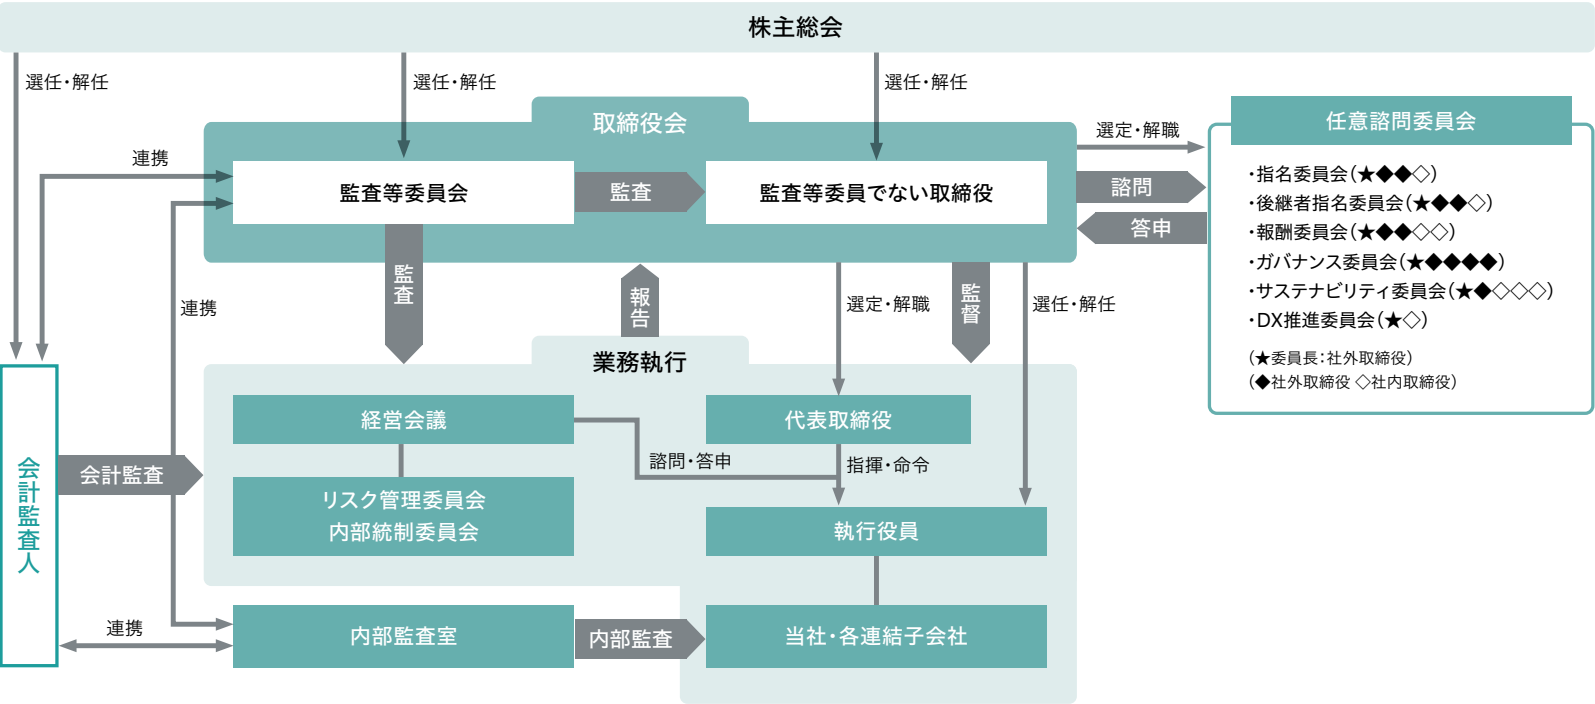 株主総会
選任・解任
選任・解任
選任・解任
取締役会
任意諮問委員会
選定・解職
連携
監査等委員会
監査
監査等委員でない取締役
諮問
答申
・指名委員会(★◆◆◇)
・後継者指名委員会(★◆◆◇)
・報酬委員会(★◆◆◇◇)
・ガバナンス委員会(★◆◆◆◆)
・サステナビリティ委員会(★◆◇◇◇)
・DX推進委員会(★◇)
(★委員長:社外取締役)
(◆社外取締役 ◇社内取締役)
監査
連携
報告
選定・解職
監督
選任・解任
業務執行
経営会議
代表取締役
諮問・答申
指揮・命令
会計監査人
会計監査
リスク管理委員会
内部統制委員会
執行役員
連携
内部監査室
内部監査
当社・各連結子会社